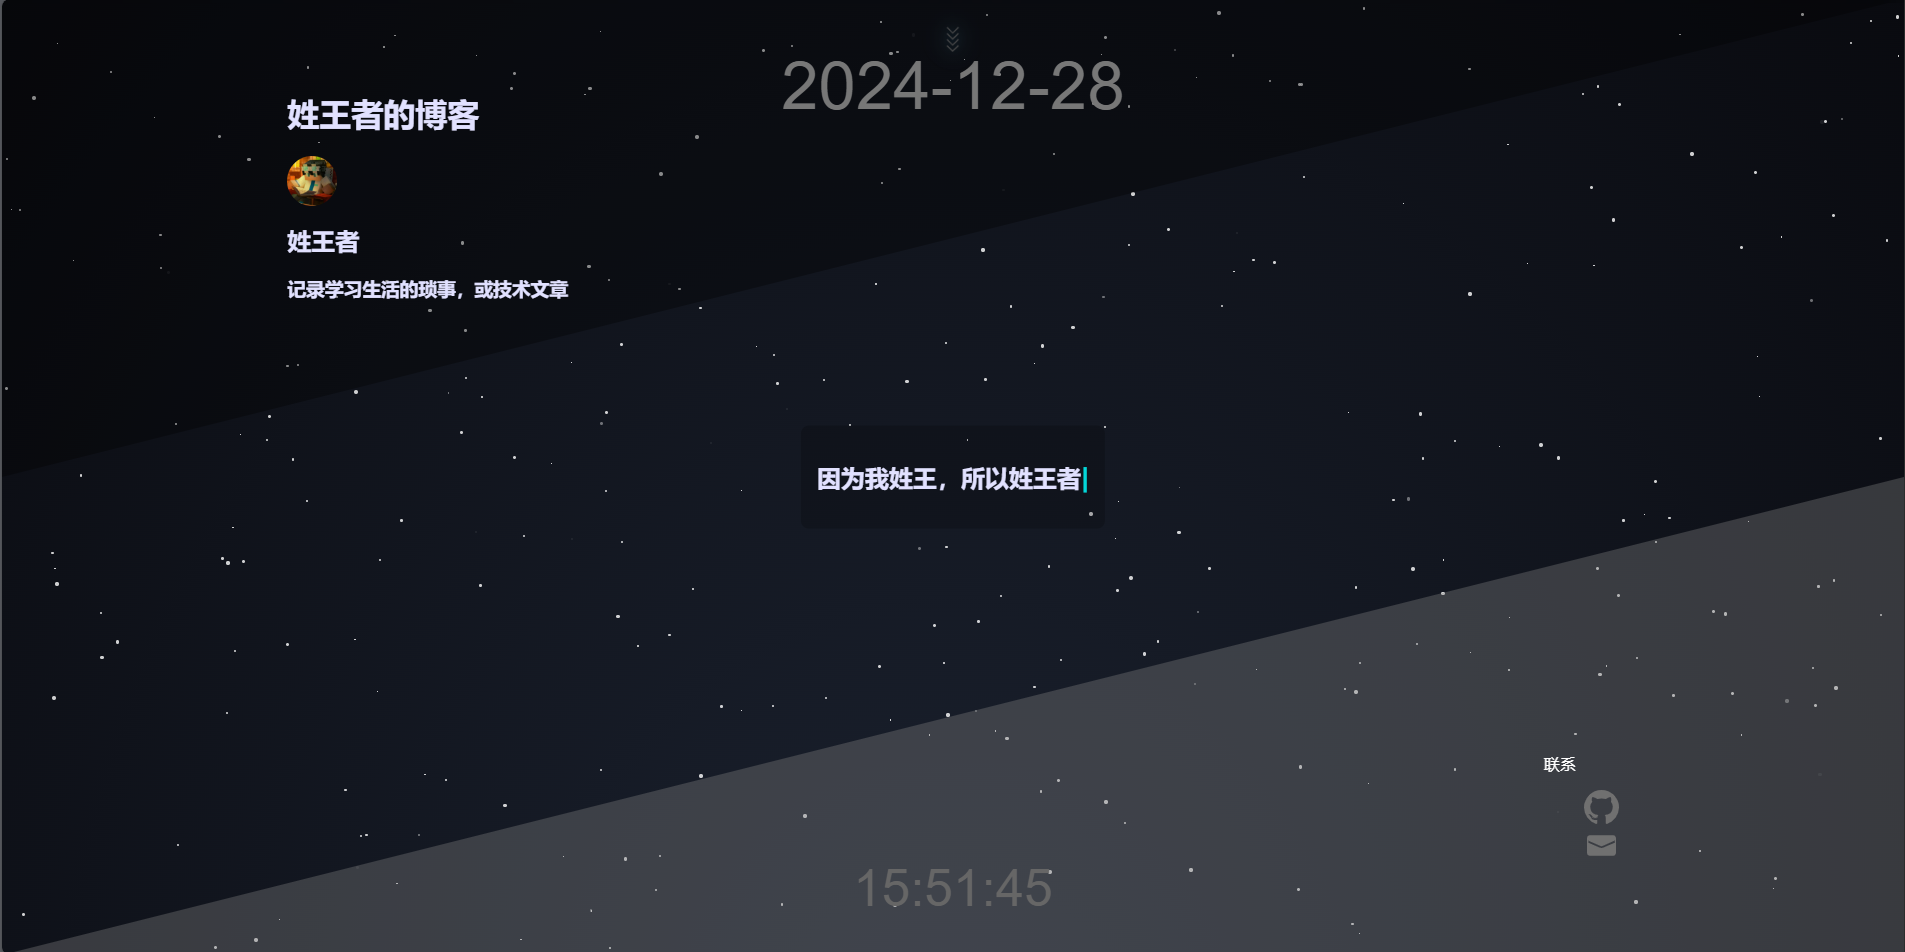 2024-12-28
姓王者的博客
姓王者
记录学习生活的琐事，或技术文章
因为我姓王，所以姓王者
联系
15:51:45